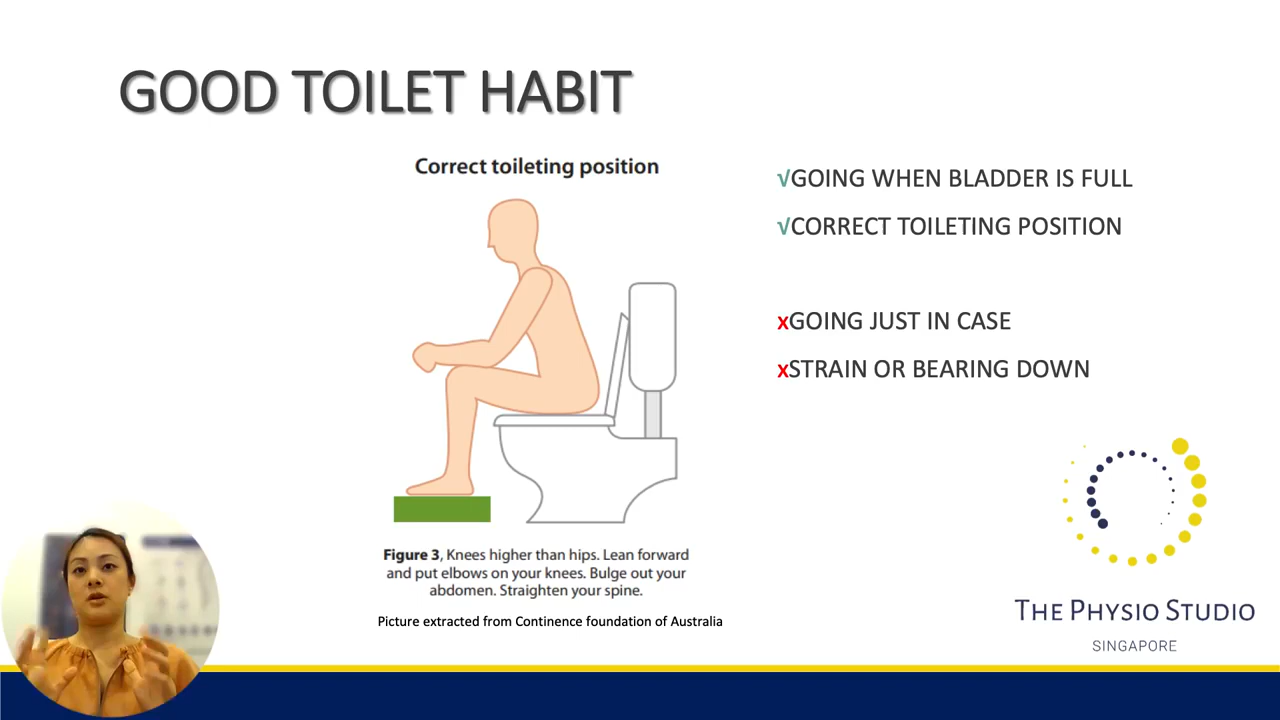 GOOD TOILET HABIT
Correct toileting position
√GOING WHEN BLADDER IS FULL
√CORRECT TOILETING POSITION
xGOING JUST IN CASE
xSTRAIN OR BEARING DOWN
Figure 3, Knees higher than hips. Lean forward
and put elbows on your knees. Bulge out your
abdomen. Straighten your spine.
Picture extracted from Continence foundation of Australia
THE PHYSIO STUDIO
SINGAPORE